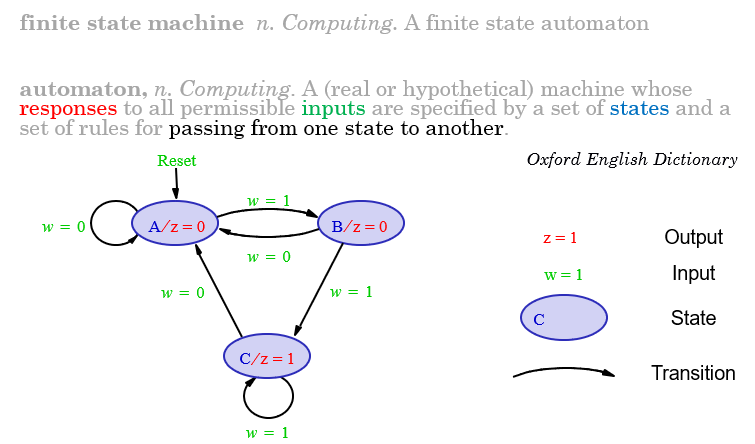 finite state machine n. Computing. A finite state automaton
automaton, n. Computing. A (real or hypothetical) machine whose
responses to all permissible inputs are specified by a set of states and a
set of rules for passing from one state to another.
Oxford English Dictionary
Reset
w = 1
w = 0
A/z = 0
B/z = 0
w = 0
w = 0
w = 1
C/z = 1
w = 1
z = 1 Output
w = 1 Input
C State
Transition